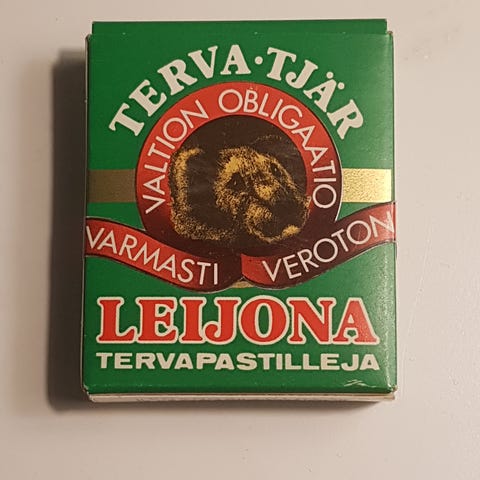 TERVA·TJÄR
VALTION OBLIGAATIO
VARMASTI VEROTON
LEIJONA
TERVAPASTILLEJA